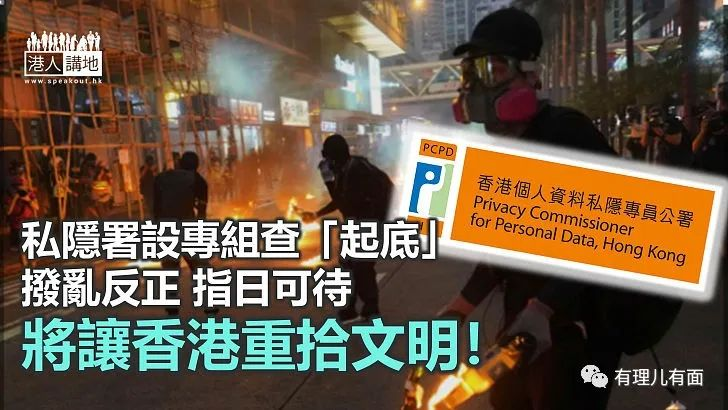 港人講地
www.speakout.hk
PCPD
香港個人資料私隱專員公署
Privacy Commissioner
for Personal Data, Hong Kong
私隱署設專組查「起底」
撥亂反正 指日可待
將讓香港重拾文明！
有理儿有面